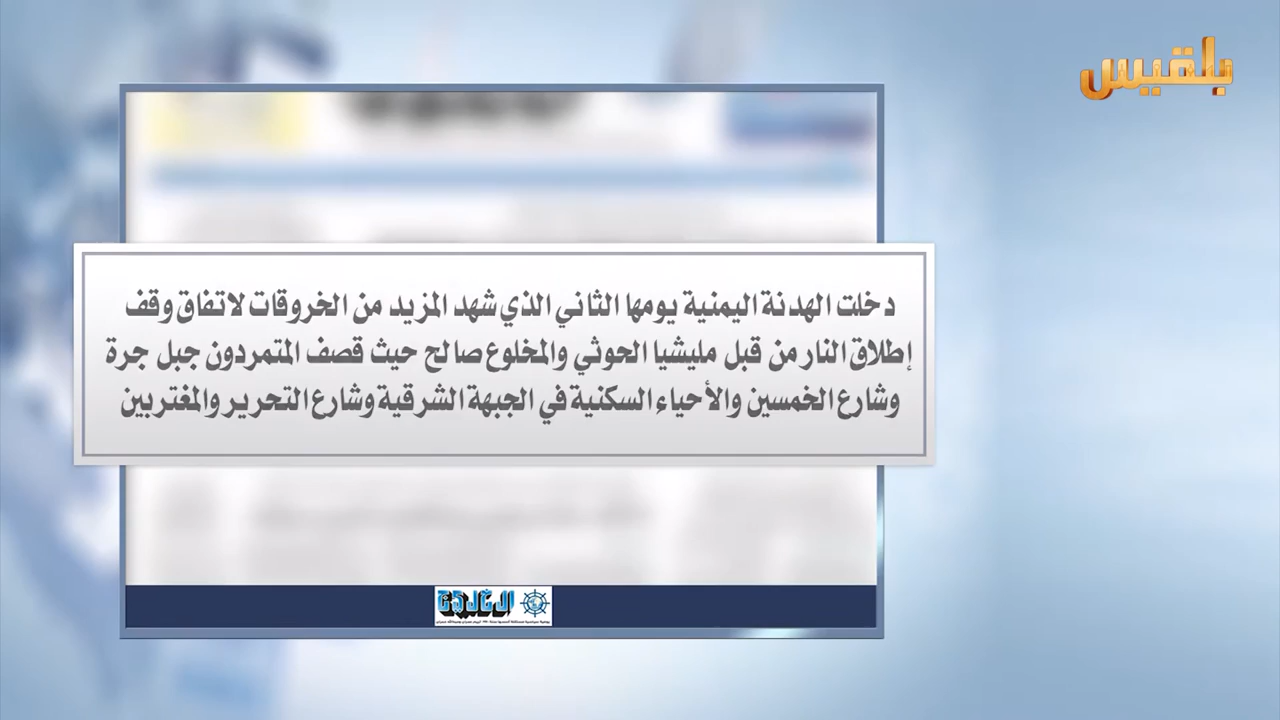 بلقيس
دخلت الهدنة اليمنية يومها الثاني الذي شهد المزيد من الخروقات لاتفاق وقف
إطلاق النار من قبل مليشيا الحوثي والمخلوع صالح حيث قصف المتمردون جبل جرة
وشارع الخمسين والأحياء السكنية في الجبهة الشرقية وشارع التحرير والمغتربين